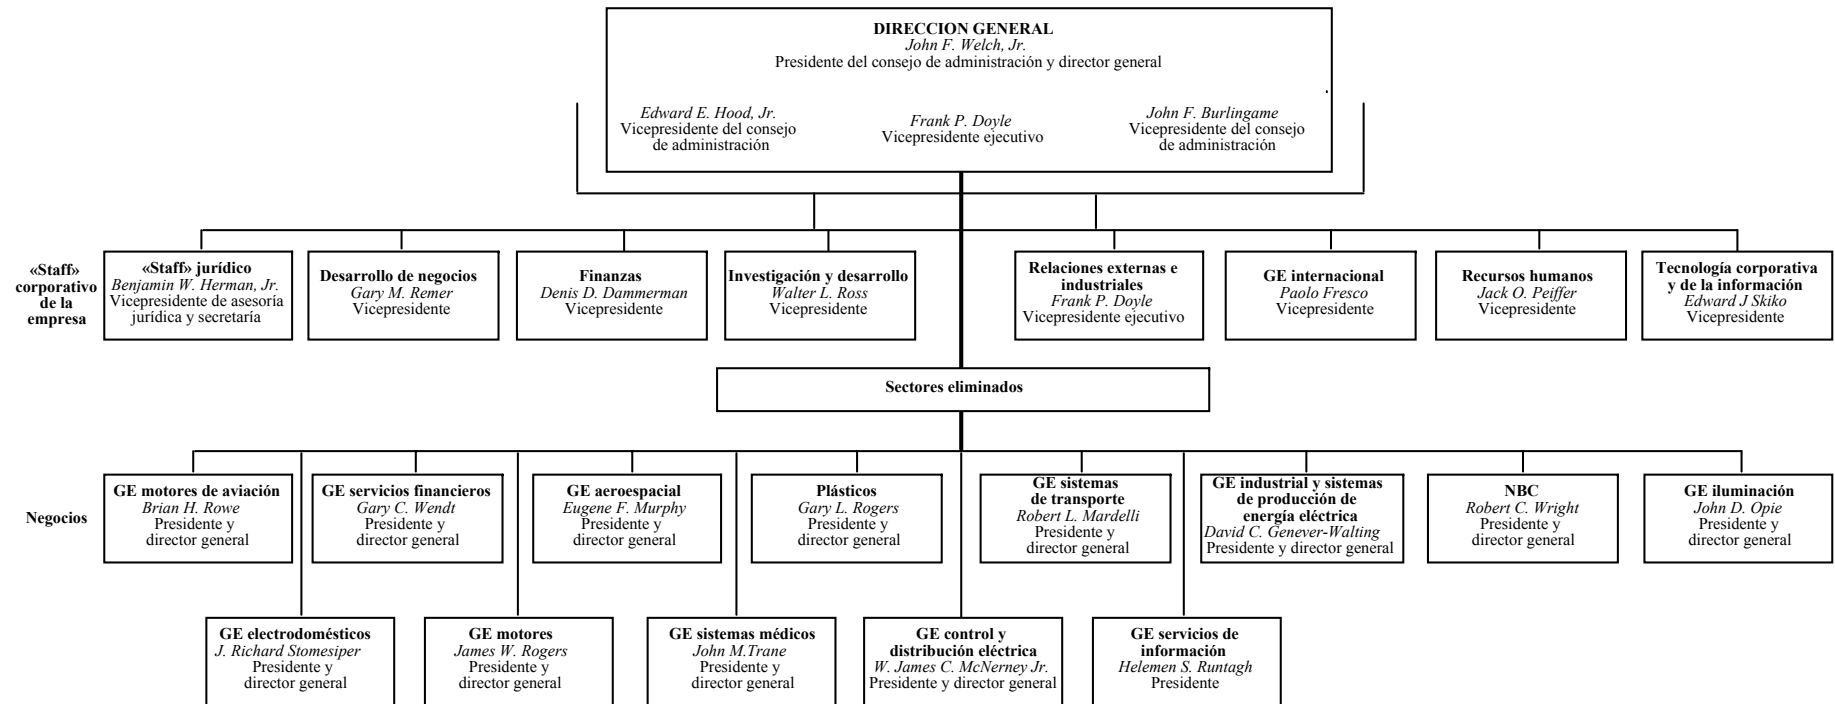 DIRECCION GENERAL
John F. Welch, Jr.
Presidente del consejo de administración y director general
.
Edward E. Hood, Jr.
Vicepresidente del consejo
de administración
Frank P. Doyle
Vicepresidente ejecutivo
John F. Burlingame
Vicepresidente del consejo
de administración
«Staff»
corporativo
de la
empresa
«Staff» jurídico
Benjamin W. Herman, Jr.
Vicepresidente de asesoría
jurídica y secretaría
Desarrollo de negocios
Gary M. Remer
Vicepresidente
Finanzas
Denis D. Dammerman
Vicepresidente
Investigación y desarrollo
Walter L. Ross
Vicepresidente
Relaciones externas e
industriales
Frank P. Doyle
Vicepresidente ejecutivo
GE internacional
Paolo Fresco
Vicepresidente
Recursos humanos
Jack O. Peiffer
Vicepresidente
Tecnología corporativa
y de la información
Edward J Skiko
Vicepresidente
Sectores eliminados
Negocios
GE motores de aviación
Brian H. Rowe
Presidente y
director general
GE servicios financieros
Gary C. Wendt
Presidente y
director general
GE aeroespacial
Eugene F. Murphy
Presidente y
director general
Plásticos
Gary L. Rogers
Presidente y
director general
GE sistemas
de transporte
Robert L. Mardelli
Presidente y
director general
GE industrial y sistemas
de producción de
energía eléctrica
David C. Genever-Walting
Presidente y director general
NBC
Robert C. Wright
Presidente y
director general
GE iluminación
John D. Opie
Presidente y
director general
GE electrodomésticos
J. Richard Stomesiper
Presidente y
director general
GE motores
James W. Rogers
Presidente y
director general
GE sistemas médicos
John M.Trane
Presidente y
director general
GE control y
distribución eléctrica
W. James C. McNerney Jr.
Presidente y director general
GE servicios de
información
Helemen S. Runtagh
Presidente